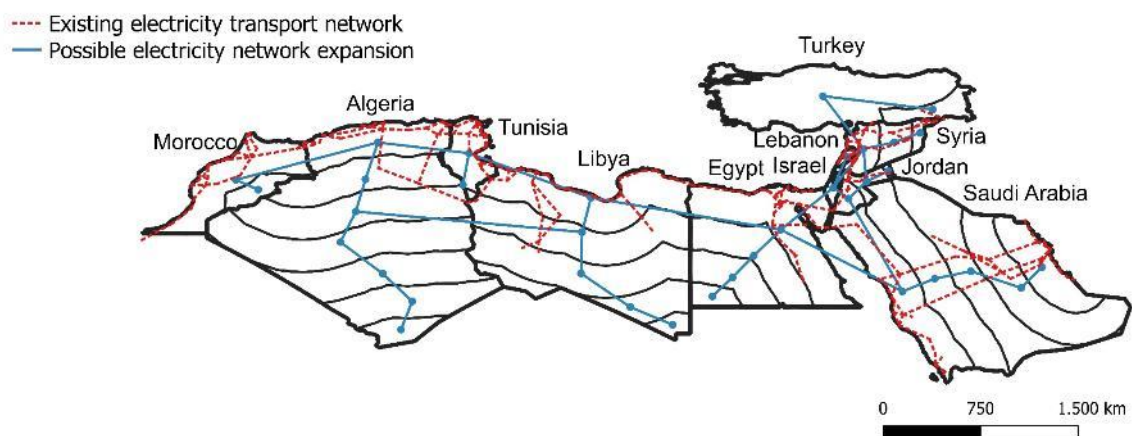 Existing electricity transport network
Possible electricity network expansion
Turkey
Algeria
Morocco
Tunisia
Lebanon
Syria
Libya
Egypt
Israel
Jordan
Saudi Arabia
0 750 1.500 km